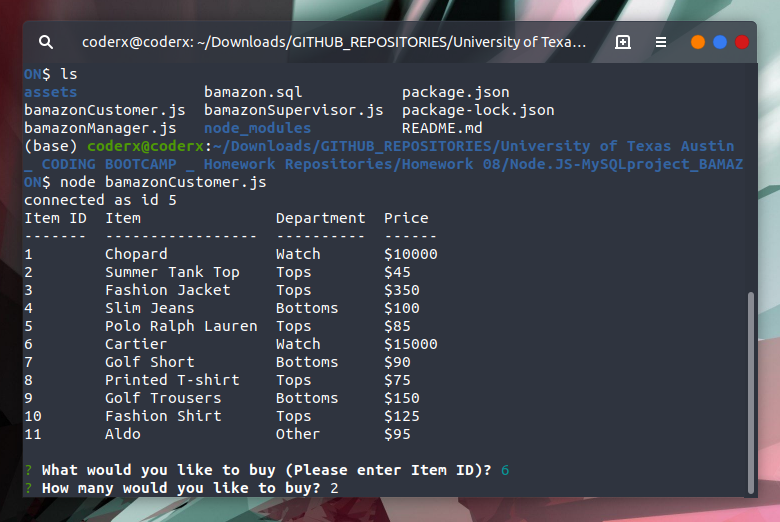 coderx@coderx: ~/Downloads/GITHUB_REPOSITORIES/University of Texa…
ON$ ls
assets              bamazon.sql           package.json
bamazonCustomer.js  bamazonSupervisor.js  package-lock.json
bamazonManager.js   node_modules          README.md
(base) coderx@coderx:~/Downloads/GITHUB_REPOSITORIES/University of Texas Austin
_ CODING BOOTCAMP _ Homework Repositories/Homework 08/Node.JS-MySQLproject_BAMAZ
ON$ node bamazonCustomer.js
connected as id 5
Item ID  Item               Department  Price
-------  -----------------  ----------  ------
1        Chopard            Watch       $10000
2        Summer Tank Top    Tops        $45
3        Fashion Jacket     Tops        $350
4        Slim Jeans         Bottoms     $100
5        Polo Ralph Lauren  Tops        $85
6        Cartier            Watch       $15000
7        Golf Short         Bottoms     $90
8        Printed T-shirt    Tops        $75
9        Golf Trousers      Bottoms     $150
10       Fashion Shirt      Tops        $125
11       Aldo               Other       $95
? What would you like to buy (Please enter Item ID)? 6
? How many would you like to buy? 2